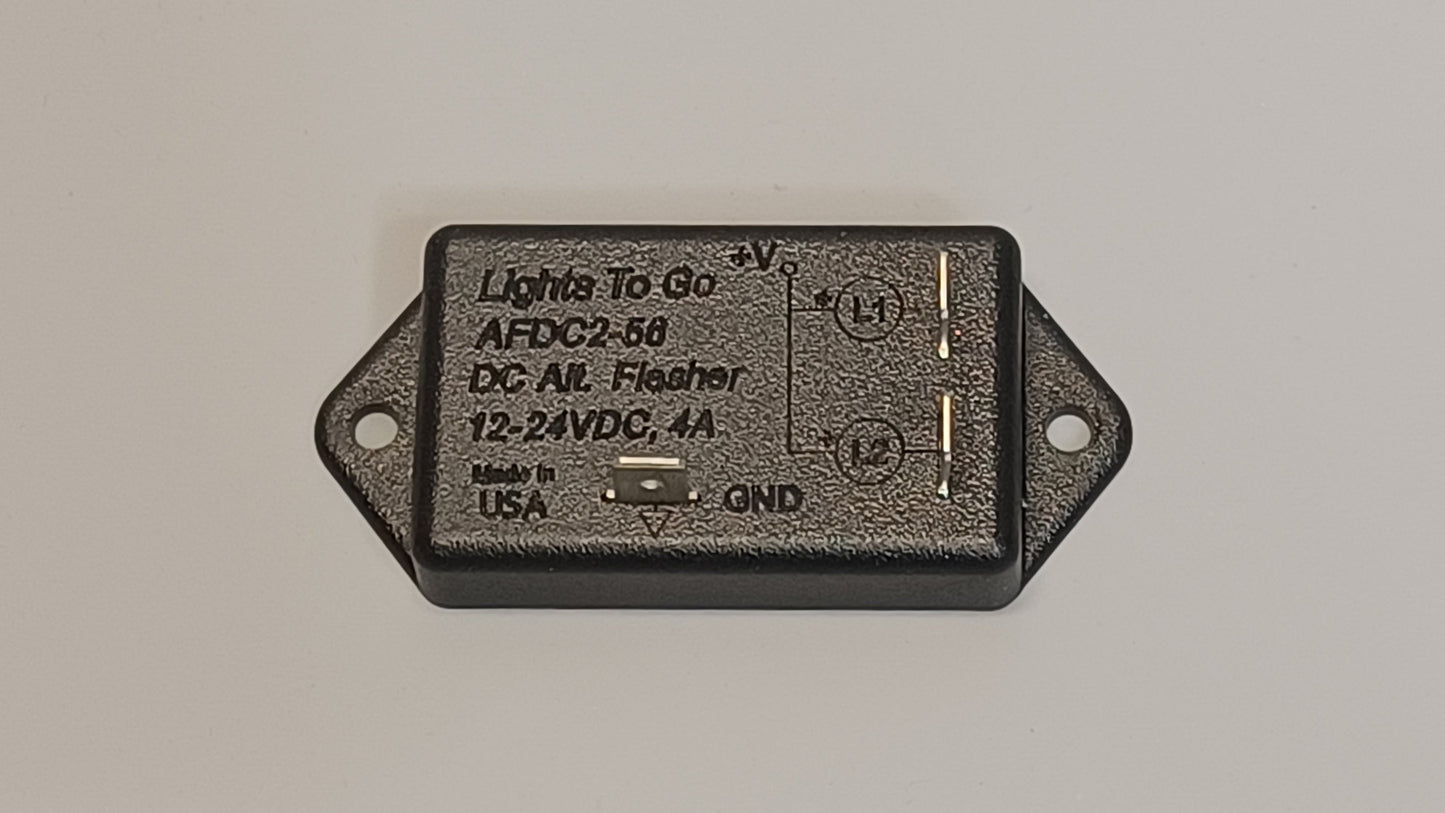 Lights To Go
AFDC2-56
DC Alt. Flasher
12-24VDC, 4A
Made In
USA
GND
+V
+ L1
+ L2